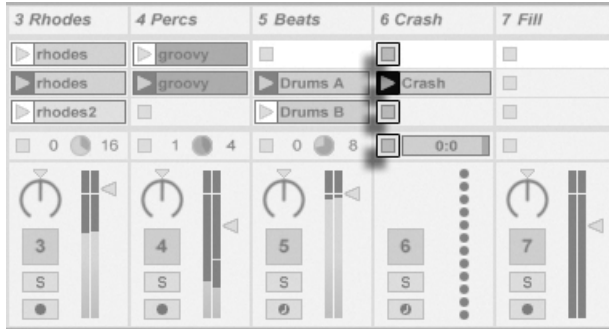 3 Rhodes 4 Percs 5 Beats 6 Crash 7 Fill
rhodes groovy
rhodes groovy Drums A Crash
rhodes2 Drums B
0 16 1 4 0 8 0:0
3 4 5 6 7
S S S S S